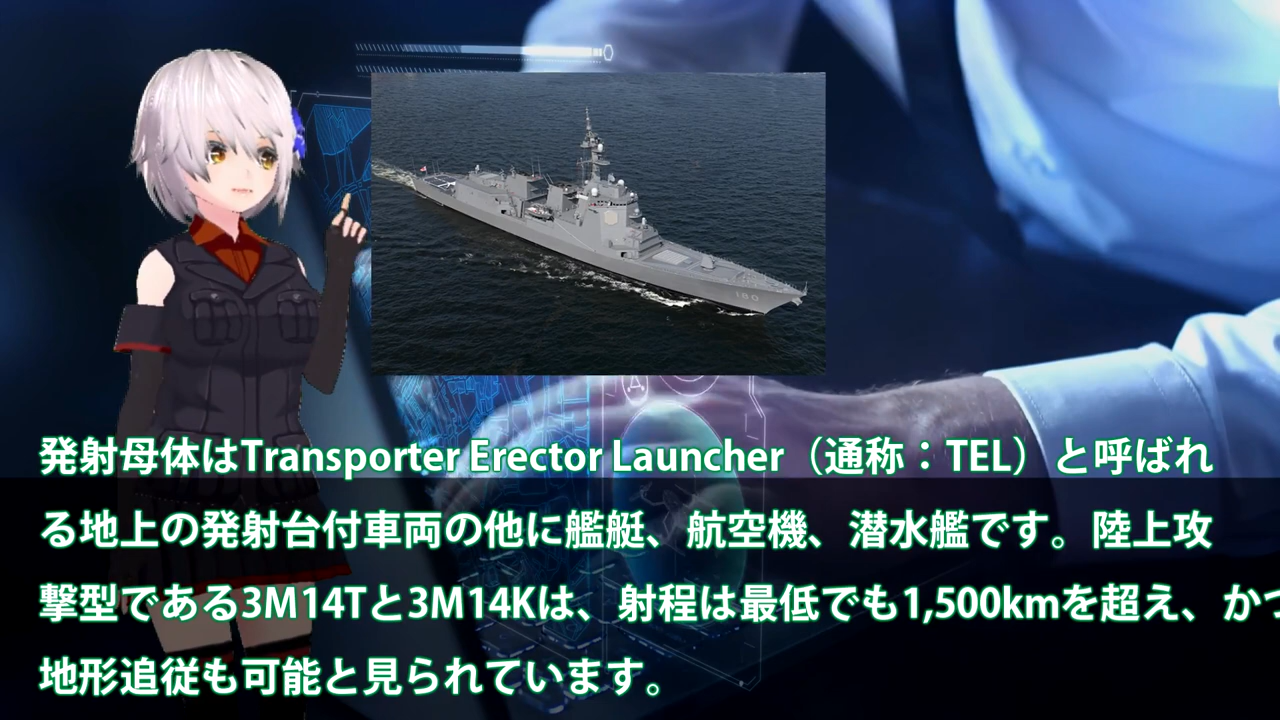 180
発射母体はTransporter Erector Launcher（通称：TEL）と呼ばれ
る地上の発射台付車両の他に艦艇、航空機、潜水艦です。陸上攻
撃型である3M14Tと3M14Kは、射程は最低でも1,500kmを超え、かつ
地形追従も可能と見られています。